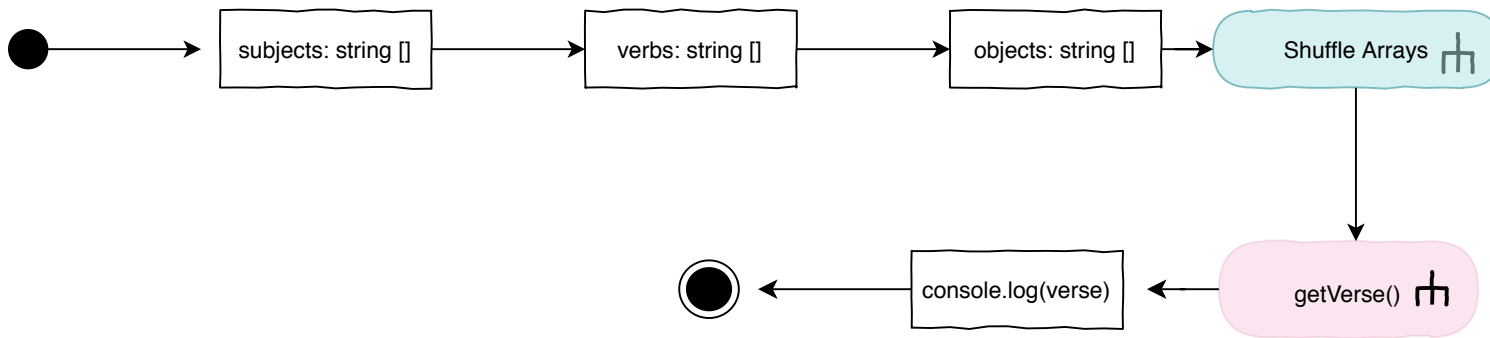 subjects: string []
verbs: string []
objects: string []
Shuffle Arrays
getVerse()
console.log(verse)